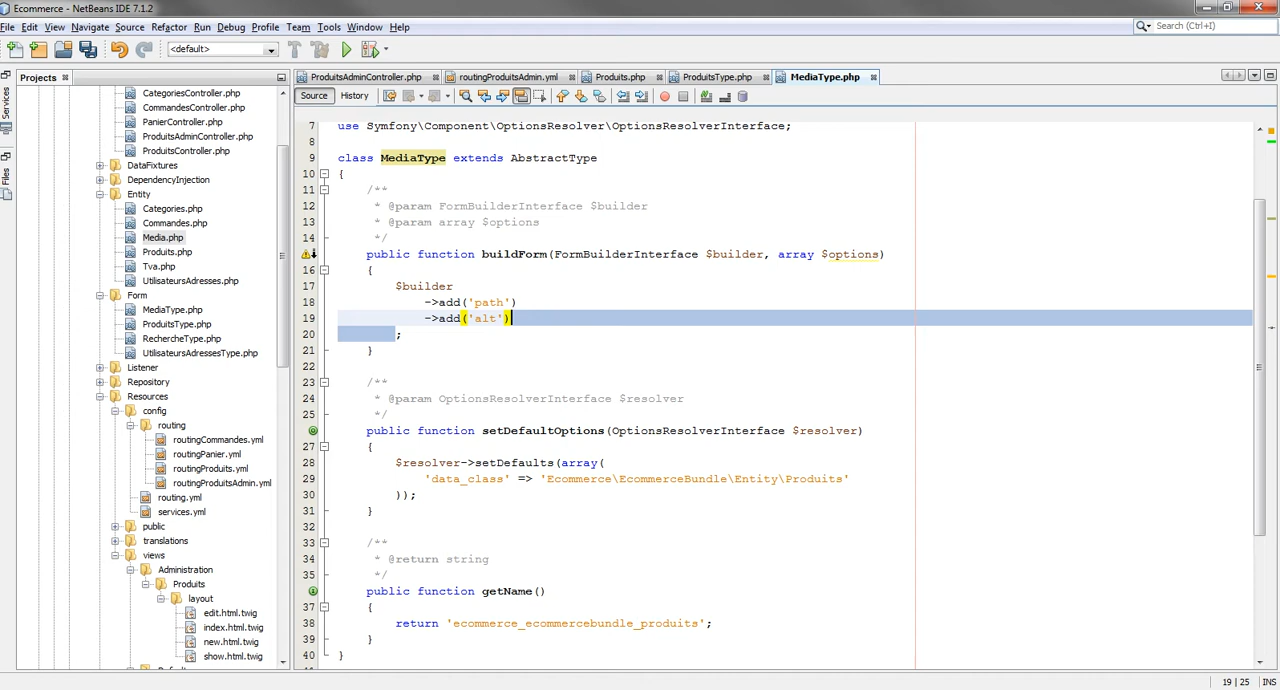 Ecommerce - NetBeans IDE 7.1.2
File Edit View Navigate Source Refactor Run Debug Profile Team Tools Window Help
Search (Ctrl+I)
<default>
Projects
ProduitsAdminController.php routingProduitsAdmin.yml Produits.php ProduitsType.php MediaType.php
Source History
Services
Files
CategoriesController.php
CommandesController.php
PanierController.php
ProduitsAdminController.php
ProduitsController.php
DataFixtures
DependencyInjection
Entity
Categories.php
Commandes.php
Media.php
Produits.php
Tva.php
UtilisateursAdresses.php
Form
MediaType.php
ProduitsType.php
RechercheType.php
UtilisateursAdressesType.php
Listener
Repository
Resources
config
routing
routingCommandes.yml
routingPanier.yml
routingProduits.yml
routingProduitsAdmin.yml
routing.yml
services.yml
public
translations
views
Administration
Produits
layout
edit.html.twig
index.html.twig
new.html.twig
show.html.twig
7 use Symfony\Component\OptionsResolver\OptionsResolverInterface;
8
9 class MediaType extends AbstractType
10 {
11 /**
12 * @param FormBuilderInterface $builder
13 * @param array $options
14 */
public function buildForm(FormBuilderInterface $builder, array $options)
16 {
17 $builder
18 ->add('path')
19 ->add('alt')
20 ;
21 }
22
23 /**
24 * @param OptionsResolverInterface $resolver
25 */
public function setDefaultOptions(OptionsResolverInterface $resolver)
27 {
28 $resolver->setDefaults(array(
29 'data_class' => 'Ecommerce\EcommerceBundle\Entity\Produits'
30 ));
31 }
32
33 /**
34 * @return string
35 */
public function getName()
37 {
38 return 'ecommerce_ecommercebundle_produits';
39 }
40 }
19 | 25 INS